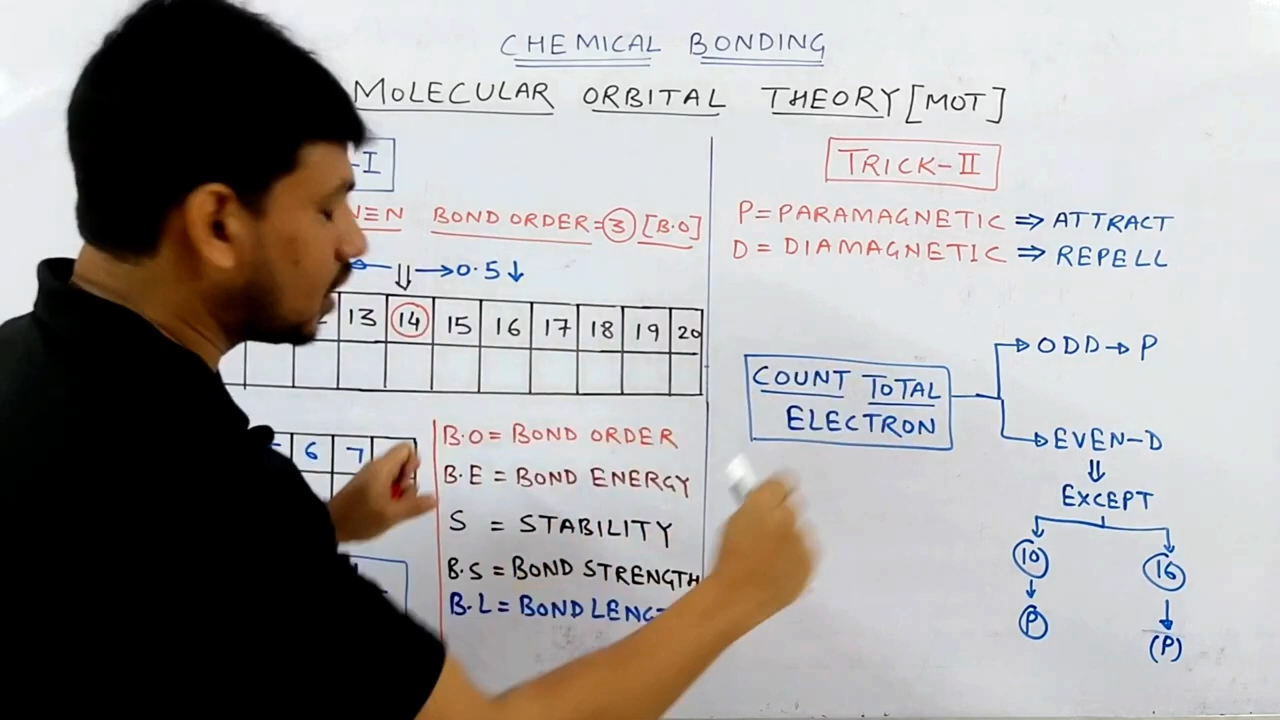 CHEMICAL BONDING
MOLECULAR ORBITAL THEORY [MOT]
-I
VEN BOND ORDER=3 [B.O]
0.5↓
13 14 15 16 17 18 19 20
6 7
B.O = BOND ORDER
B.E = BOND ENERGY
S = STABILITY
B.S = BOND STRENGTH
B.L = BOND LENG
TRICK-II
P = PARAMAGNETIC ⇒ ATTRACT
D = DIAMAGNETIC ⇒ REPELL
COUNT TOTAL
ELECTRON
ODD→P
EVEN-D
EXCEPT
10 16
P (P)